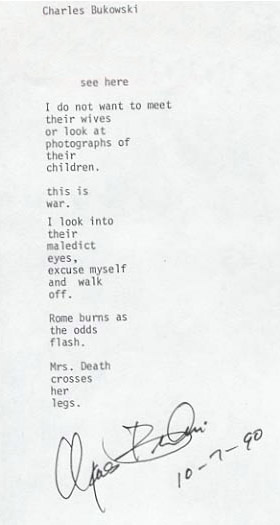 Charles Bukowski
see here
I do not want to meet
their wives
or look at
photographs of
their
children.
this is
war.
I look into
their
maledict
eyes,
excuse myself
and walk
off.
Rome burns as
the odds
flash.
Mrs. Death
crosses
her
legs.
10-7-90